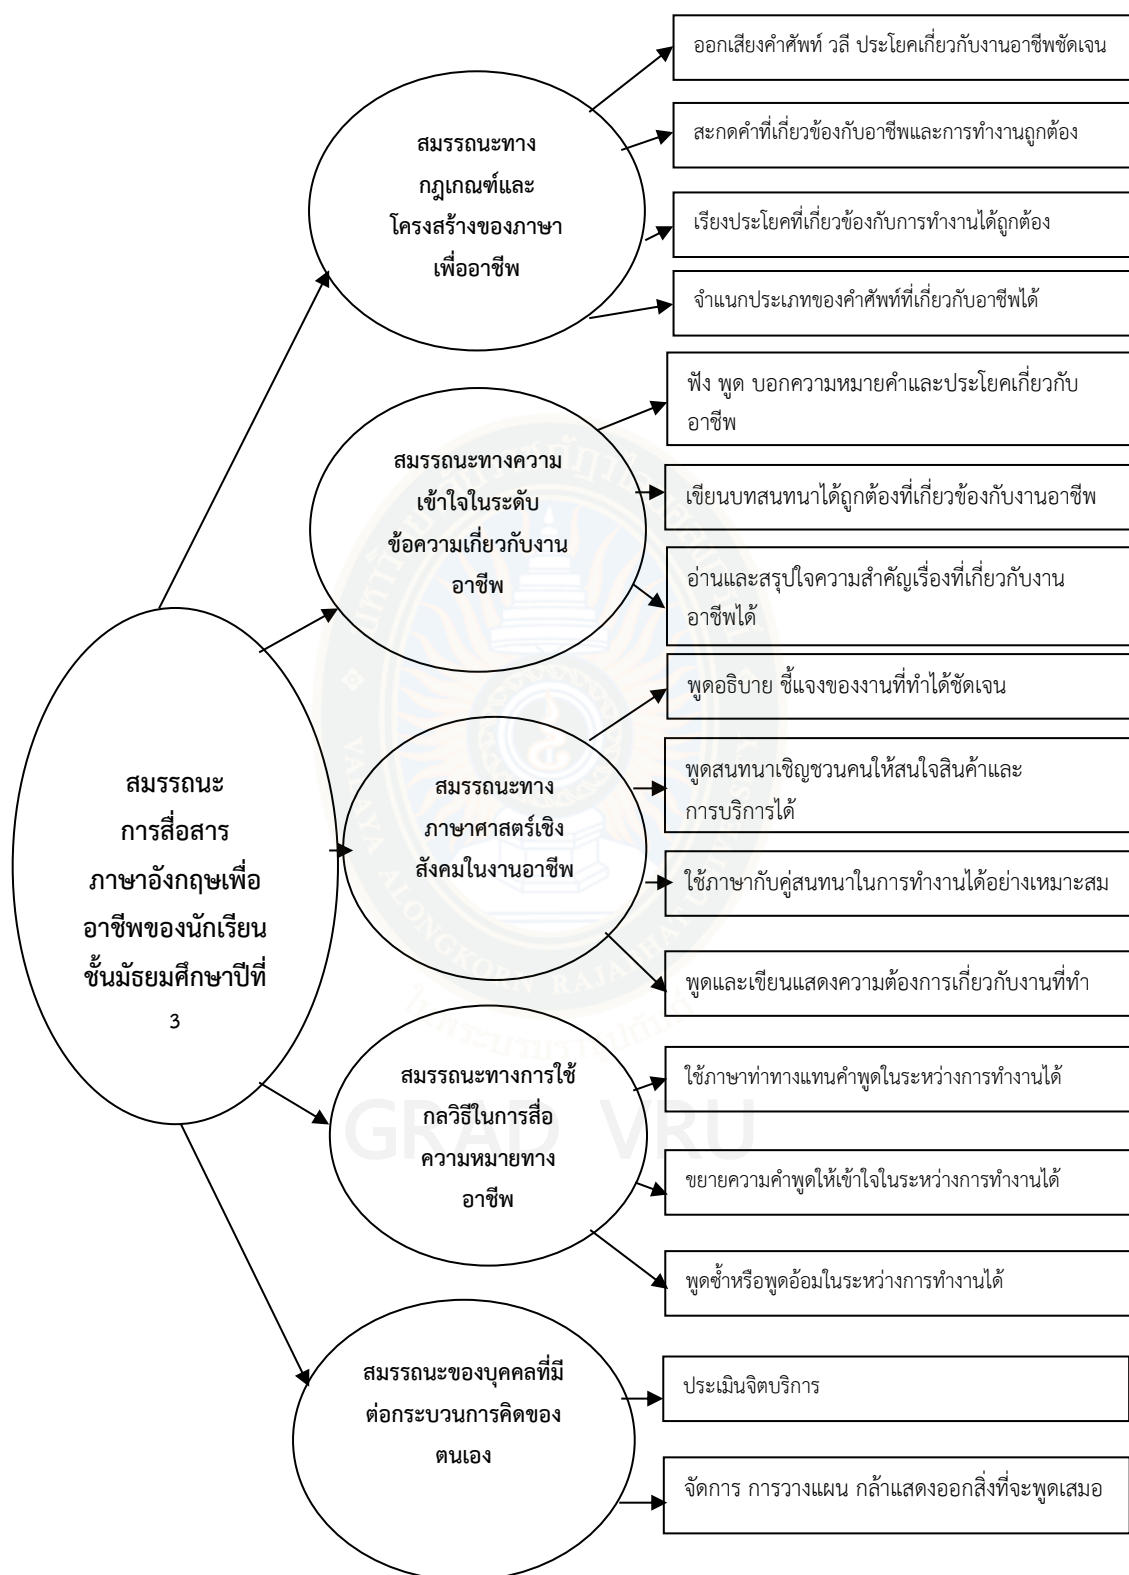 ออกเสียงคำศัพท์ วลี ประโยคเกี่ยวกับงานอาชีพชัดเจน
สะกดคำที่เกี่ยวข้องกับอาชีพและการทำงานถูกต้อง
สมรรถนะทาง
กฎเกณฑ์และ
โครงสร้างของภาษา
เพื่ออาชีพ
เรียงประโยคที่เกี่ยวข้องกับการทำงานได้ถูกต้อง
จำแนกประเภทของคำศัพท์ที่เกี่ยวกับอาชีพได้
ฟัง พูด บอกความหมายคำและประโยคเกี่ยวกับ
อาชีพ
สมรรถนะทางความ
เข้าใจในระดับ
ข้อความเกี่ยวกับงาน
อาชีพ
เขียนบทสนทนาได้ถูกต้องที่เกี่ยวข้องกับงานอาชีพ
อ่านและสรุปใจความสำคัญเรื่องที่เกี่ยวกับงาน
อาชีพได้
พูดอธิบาย ชี้แจงของงานที่ทำได้ชัดเจน
พูดสนทนาเชิญชวนคนให้สนใจสินค้าและ
การบริการได้
สมรรถนะ
การสื่อสาร
ภาษาอังกฤษเพื่อ
อาชีพของนักเรียน
ชั้นมัธยมศึกษาปีที่
3
สมรรถนะทาง
ภาษาศาสตร์เชิง
สังคมในงานอาชีพ
ใช้ภาษากับคู่สนทนาในการทำงานได้อย่างเหมาะสม
พูดและเขียนแสดงความต้องการเกี่ยวกับงานที่ทำ
VALAYA ALONGKORN RAJABHAT
ใช้ภาษาท่าทางแทนคำพูดในระหว่างการทำงานได้
สมรรถนะทางการใช้
กลวิธีในการสื่อ
ความหมายทาง
อาชีพ
GRAD VRU
ขยายความคำพูดให้เข้าใจในระหว่างการทำงานได้
พูดซ้ำหรือพูดอ้อมในระหว่างการทำงานได้
สมรรถนะของบุคคลที่มี
ต่อกระบวนการคิดของ
ตนเอง
ประเมินจิตบริการ
จัดการ การวางแผน กล้าแสดงออกสิ่งที่จะพูดเสมอ